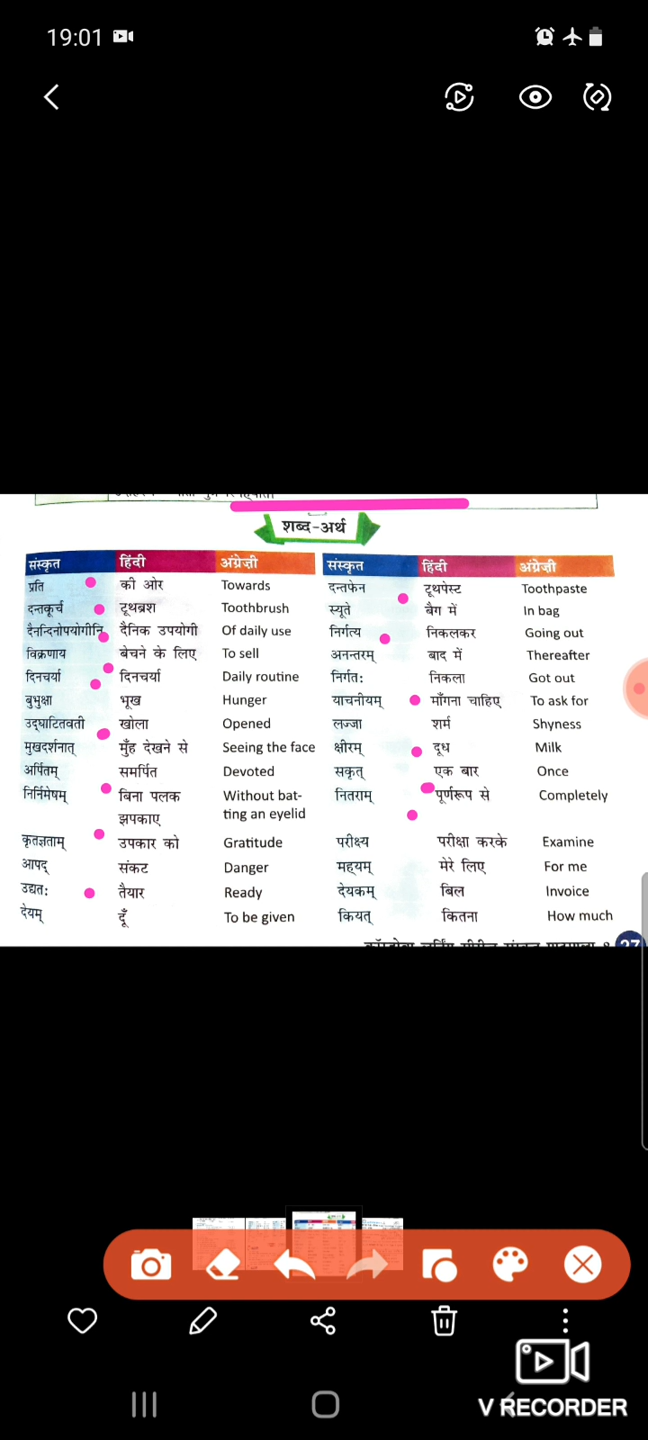 19:01
शब्द-अर्थ
संस्कृत हिंदी अंग्रेज़ी
प्रति की ओर Towards
दन्तकूर्च टूथब्रश Toothbrush
दैनन्दिनोपयोगीनि दैनिक उपयोगी Of daily use
विक्रणाय बेचने के लिए To sell
दिनचर्या दिनचर्या Daily routine
बुभुक्षा भूख Hunger
उद्घाटितवती खोला Opened
मुखदर्शनात् मुँह देखने से Seeing the face
अर्पितम् समर्पित Devoted
निर्निमेषम् बिना पलक Without bat-
झपकाए ting an eyelid
कृतज्ञताम् उपकार को Gratitude
आपद् संकट Danger
उद्यतः तैयार Ready
देयम् दूँ To be given
संस्कृत हिंदी अंग्रेज़ी
दन्तफेन टूथपेस्ट Toothpaste
स्यूते बैग में In bag
निर्गत्य निकलकर Going out
अनन्तरम् बाद में Thereafter
निर्गतः निकला Got out
याचनीयम् माँगना चाहिए To ask for
लज्जा शर्म Shyness
क्षीरम् दूध Milk
सकृत् एक बार Once
नितराम् पूर्णरूप से Completely
परीक्ष्य परीक्षा करके Examine
मह्यम् मेरे लिए For me
देयकम् बिल Invoice
कियत् कितना How much
V RECORDER